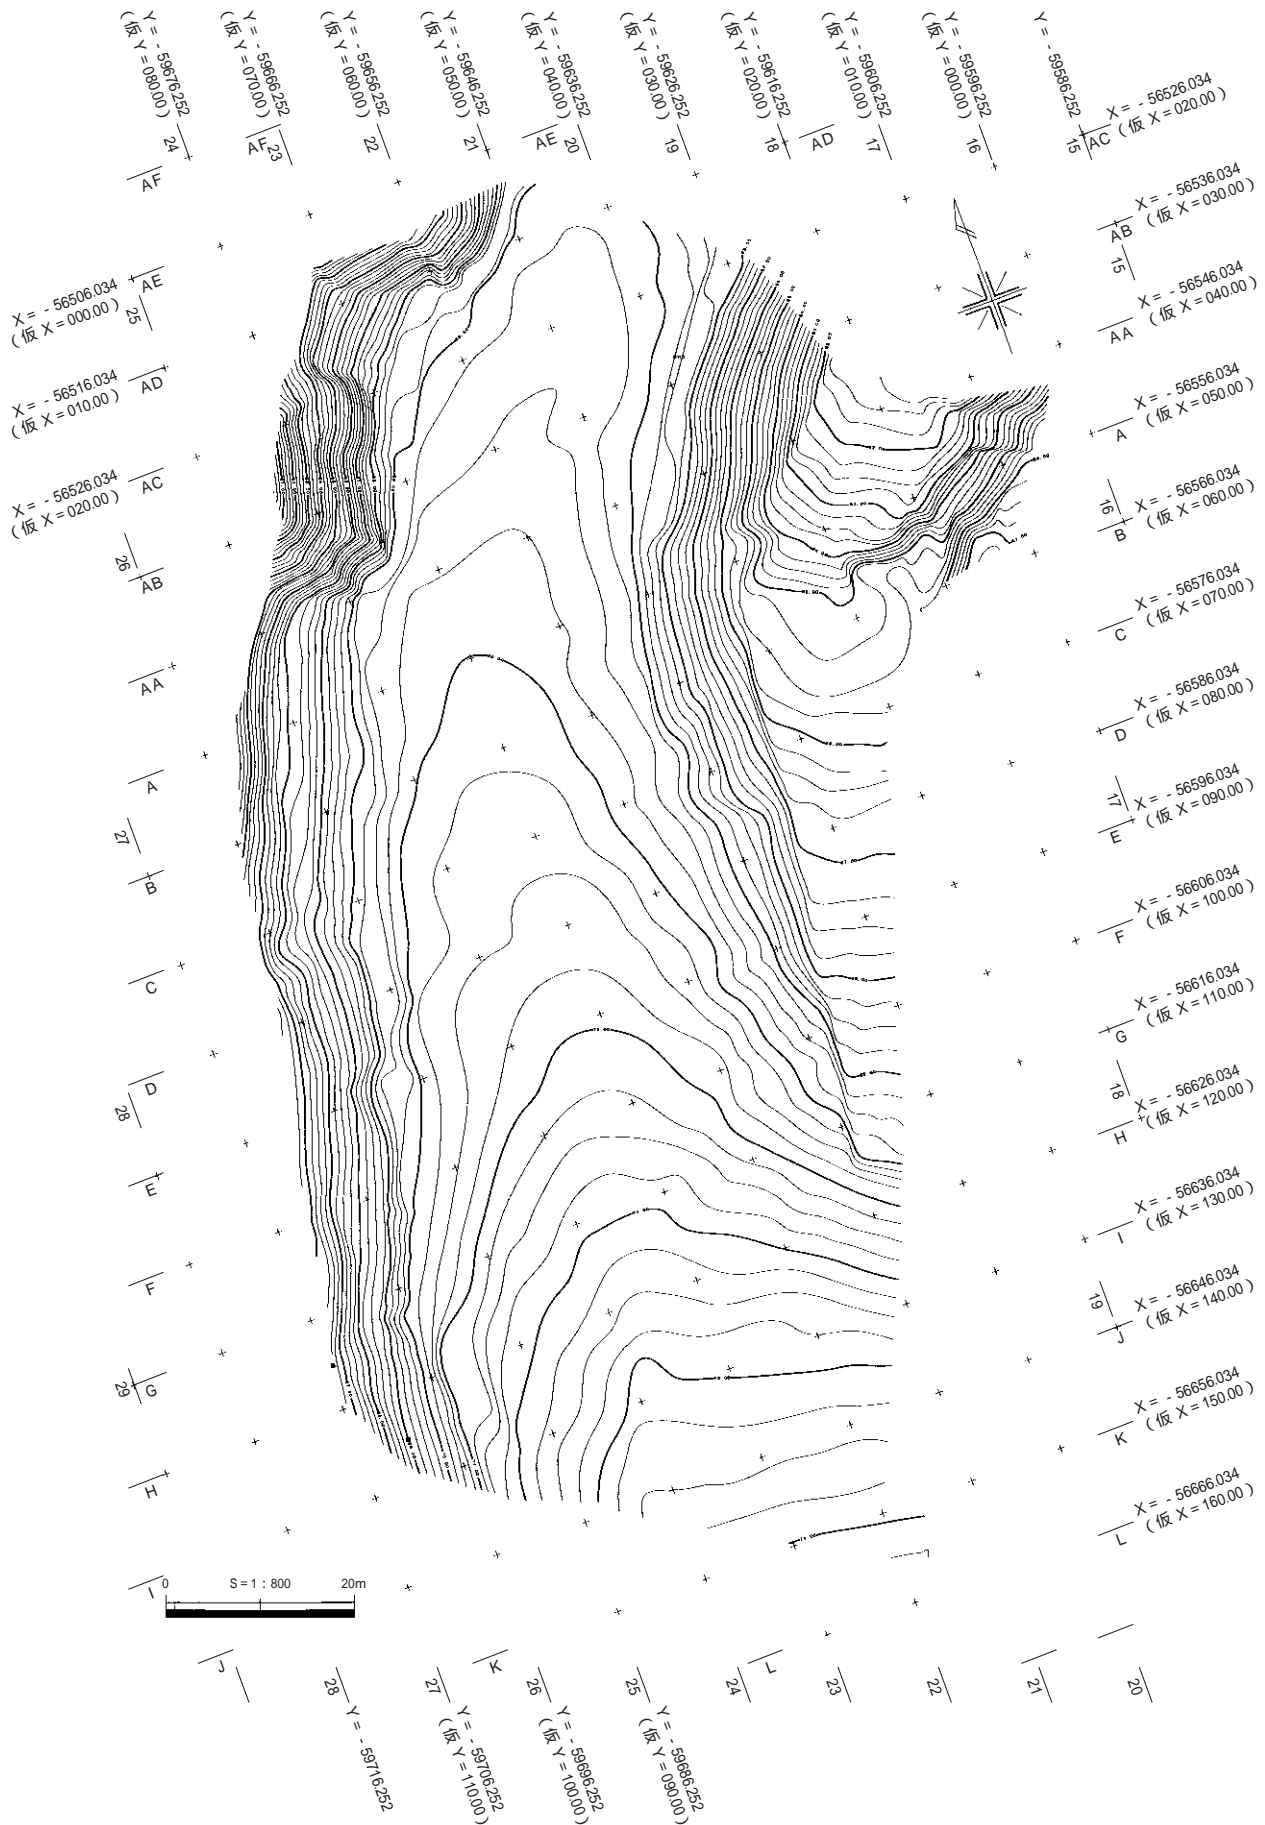 Y = - 59676.252
( 仮 Y = 080.00 )
24
Y = - 59666.252
( 仮 Y = 070.00 )
23
Y = - 59656.252
( 仮 Y = 060.00 )
22
Y = - 59646.252
( 仮 Y = 050.00 )
21
Y = - 59636.252
( 仮 Y = 040.00 )
20
Y = - 59626.252
( 仮 Y = 030.00 )
19
Y = - 59616.252
( 仮 Y = 020.00 )
18
Y = - 59606.252
( 仮 Y = 010.00 )
17
Y = - 59596.252
( 仮 Y = 000.00 )
16
Y = - 59586.252
15
AF
AE
AD
AC
X = - 56526.034
( 仮 X = 020.00 )
AB
X = - 56536.034
( 仮 X = 030.00 )
15
AA
X = - 56546.034
( 仮 X = 040.00 )
A
X = - 56556.034
( 仮 X = 050.00 )
16
B
X = - 56566.034
( 仮 X = 060.00 )
C
X = - 56576.034
( 仮 X = 070.00 )
D
X = - 56586.034
( 仮 X = 080.00 )
17
E
X = - 56596.034
( 仮 X = 090.00 )
F
X = - 56606.034
( 仮 X = 100.00 )
G
X = - 56616.034
( 仮 X = 110.00 )
18
H
X = - 56626.034
( 仮 X = 120.00 )
I
X = - 56636.034
( 仮 X = 130.00 )
19
J
X = - 56646.034
( 仮 X = 140.00 )
K
X = - 56656.034
( 仮 X = 150.00 )
L
X = - 56666.034
( 仮 X = 160.00 )
AF
X = - 56506.034
( 仮 X = 000.00 )
AE
25
X = - 56516.034
( 仮 X = 010.00 )
AD
X = - 56526.034
( 仮 X = 020.00 )
AC
26
AB
AA
A
27
B
C
D
28
E
F
29
G
H
I
0
S = 1 : 800
20m
J
K
L
28
Y = - 59716.252
27
Y = - 59706.252
( 仮 Y = 110.00 )
26
Y = - 59696.252
( 仮 Y = 100.00 )
25
Y = - 59686.252
( 仮 Y = 090.00 )
24
23
22
21
20